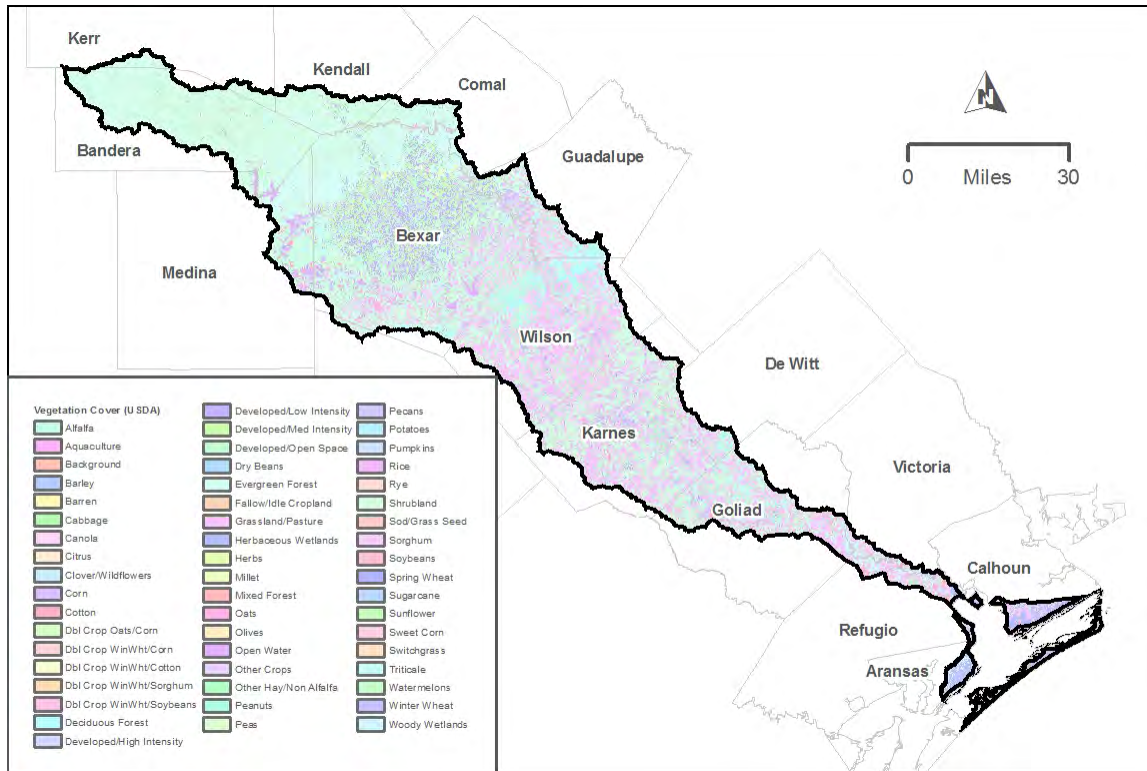 Kerr
Kendall
Comal
Bandera
Guadalupe
N
0 Miles 30
Bexar
Medina
Wilson
De Witt
Karnes
Victoria
Goliad
Calhoun
Refugio
Aransas
Vegetation Cover (USDA)
Alfalfa
Aquaculture
Background
Barley
Barren
Cabbage
Canola
Citrus
Clover/Wildflowers
Corn
Cotton
Dbl Crop Oats/Corn
Dbl Crop WinWht/Corn
Dbl Crop WinWht/Cotton
Dbl Crop WinWht/Sorghum
Dbl Crop WinWht/Soybeans
Deciduous Forest
Developed/High Intensity
Developed/Low Intensity
Developed/Med Intensity
Developed/Open Space
Dry Beans
Evergreen Forest
Fallow/Idle Cropland
Grassland/Pasture
Herbaceous Wetlands
Herbs
Millet
Mixed Forest
Oats
Olives
Open Water
Other Crops
Other Hay/Non Alfalfa
Peanuts
Peas
Pecans
Potatoes
Pumpkins
Rice
Rye
Shrubland
Sod/Grass Seed
Sorghum
Soybeans
Spring Wheat
Sugarcane
Sunflower
Sweet Corn
Switchgrass
Triticale
Watermelons
Winter Wheat
Woody Wetlands